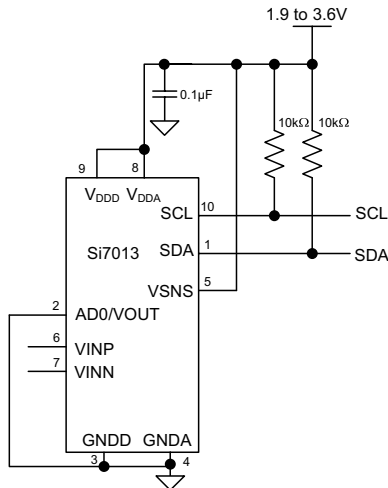 1.9 to 3.6V
0.1µF
10kΩ 10kΩ
9 8
VDDD VDDA
SCL 10 SCL
Si7013
SDA 1 SDA
VSNS 5
2 AD0/VOUT
6 VINP
7 VINN
GNDD GNDA
3 4